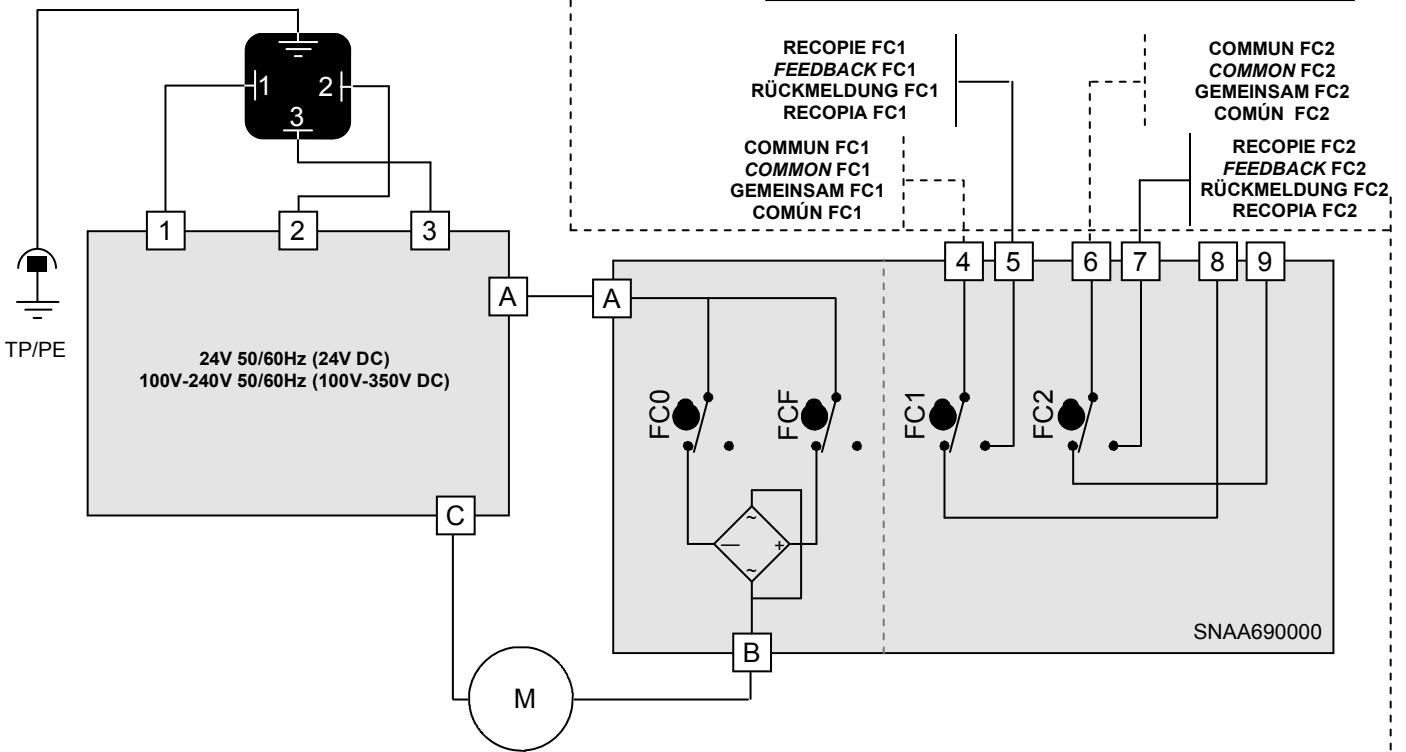 1
2
3
RECOPIE FC1
FEEDBACK FC1
RÜCKMELDUNG FC1
RECOPIA FC1
COMMUN FC2
COMMON FC2
GEMEINSAM FC2
COMÚN FC2
COMMUN FC1
COMMON FC1
GEMEINSAM FC1
COMÚN FC1
RECOPIE FC2
FEEDBACK FC2
RÜCKMELDUNG FC2
RECOPIA FC2
1 2 3
4 5 6 7 8 9
TP/PE
A A
24V 50/60Hz (24V DC)
100V-240V 50/60Hz (100V-350V DC)
FC0 FCF FC1 FC2
C
~
— +
~
SNAA690000
B
M